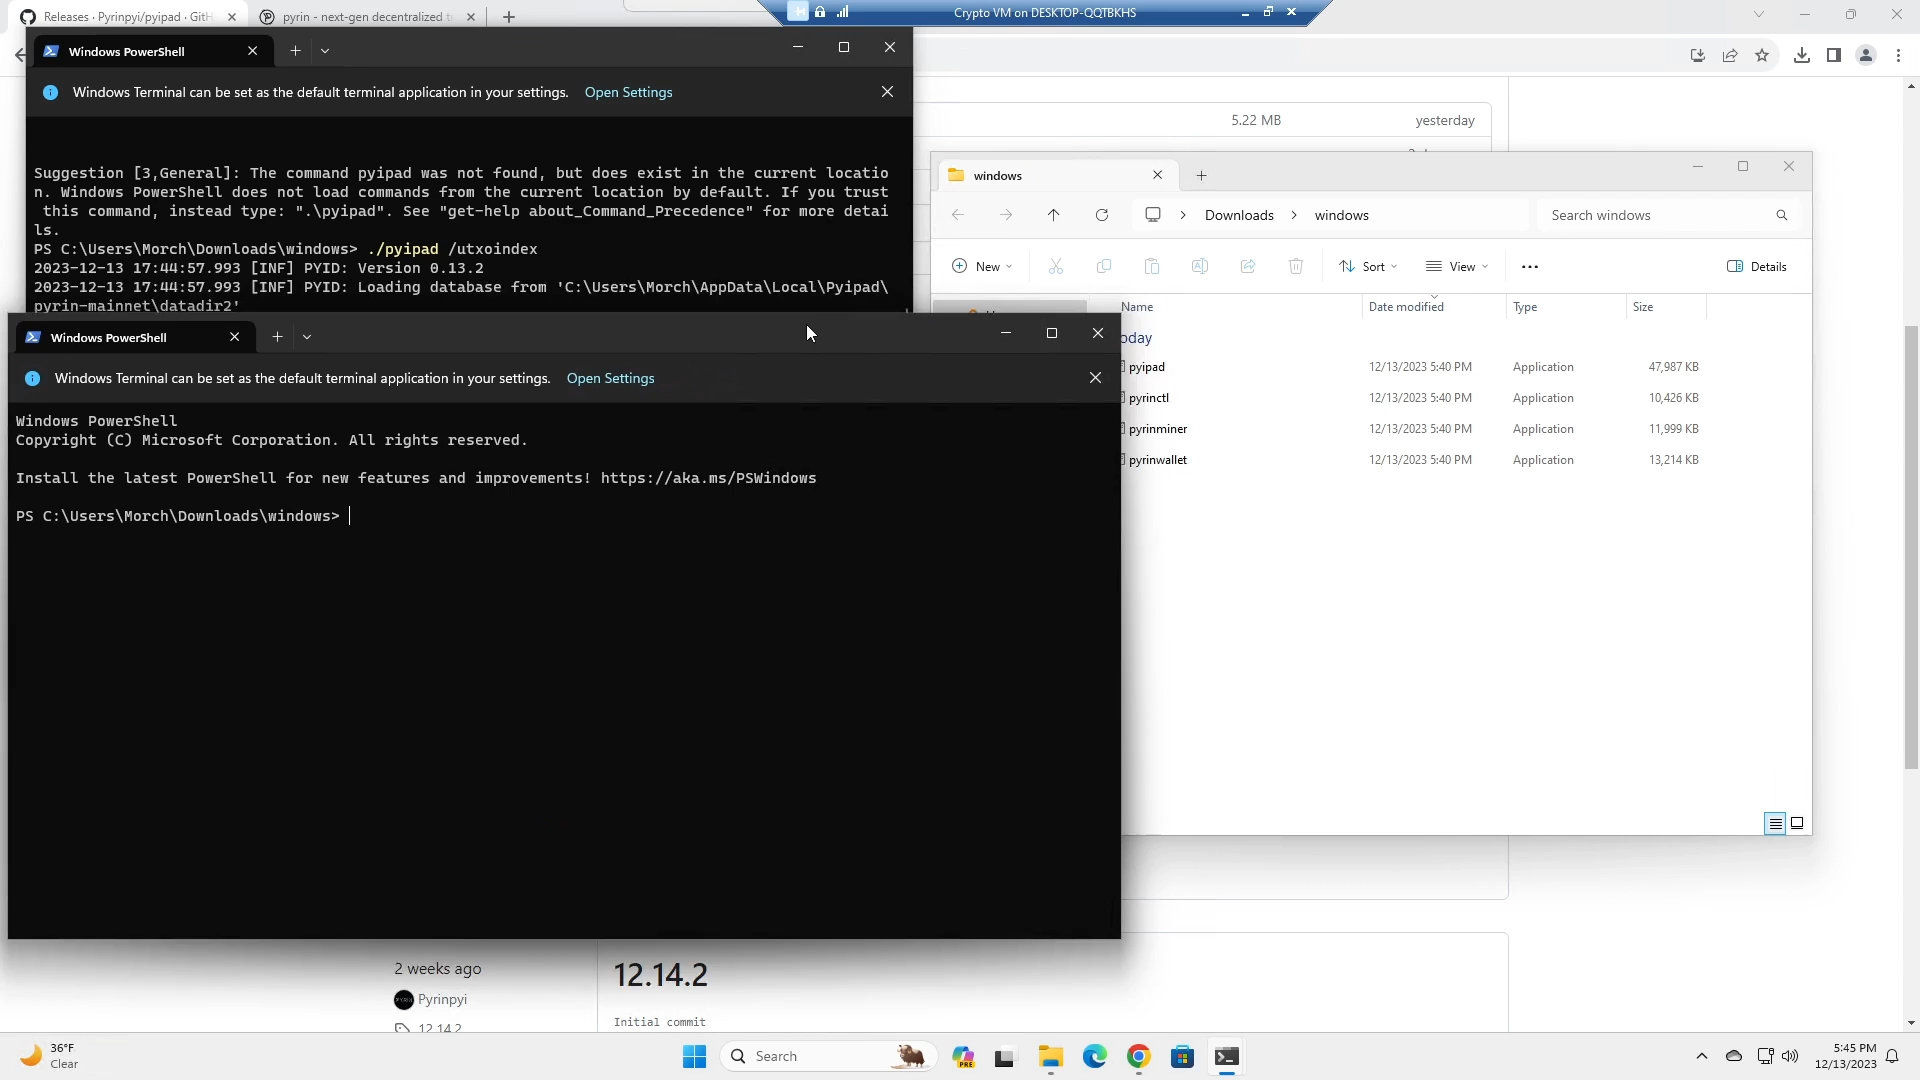 Releases · Pyrinpyi/pyipad · GitH
pyrin - next-gen decentralized t
Crypto VM on DESKTOP-QQTBKHS
Windows PowerShell
Windows Terminal can be set as the default terminal application in your settings. Open Settings
Suggestion [3,General]: The command pyipad was not found, but does exist in the current locatio
n. Windows PowerShell does not load commands from the current location by default. If you trust
this command, instead type: ".\pyipad". See "get-help about_Command_Precedence" for more detai
ls.
PS C:\Users\Morch\Downloads\windows> ./pyipad /utxoindex
2023-12-13 17:44:57.993 [INF] PYID: Version 0.13.2
2023-12-13 17:44:57.993 [INF] PYID: Loading database from 'C:\Users\Morch\AppData\Local\Pyipad\
pyrin-mainnet\datadir2'
5.22 MB yesterday
windows
Downloads > windows
Search windows
New
Sort
View
Details
Name Date modified Type Size
oday
pyipad 12/13/2023 5:40 PM Application 47,987 KB
pyrinctl 12/13/2023 5:40 PM Application 10,426 KB
pyrinminer 12/13/2023 5:40 PM Application 11,999 KB
pyrinwallet 12/13/2023 5:40 PM Application 13,214 KB
Windows PowerShell
Windows Terminal can be set as the default terminal application in your settings. Open Settings
Windows PowerShell
Copyright (C) Microsoft Corporation. All rights reserved.
Install the latest PowerShell for new features and improvements! https://aka.ms/PSWindows
PS C:\Users\Morch\Downloads\windows>
2 weeks ago
Pyrinpyi
12.14.2
12.14.2
Initial commit
36°F
Clear
Search
PRE
5:45 PM
12/13/2023